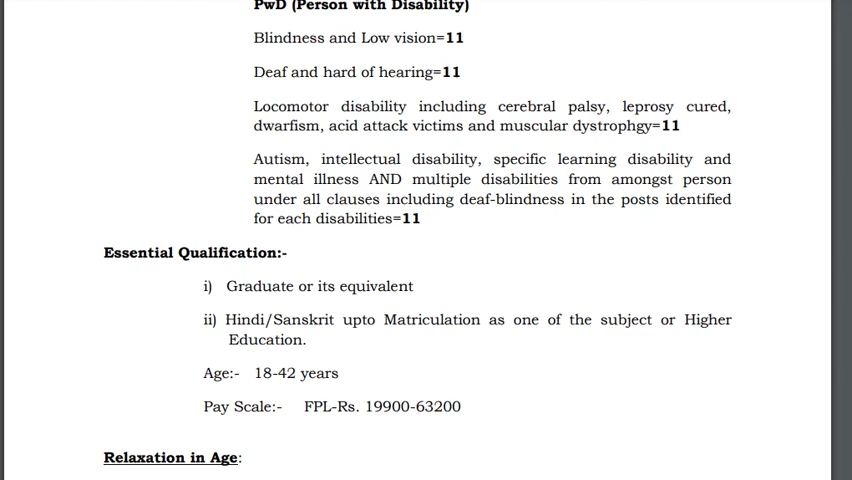 PwD (Person with Disability)
Blindness and Low vision=11
Deaf and hard of hearing=11
Locomotor disability including cerebral palsy, leprosy cured,
dwarfism, acid attack victims and muscular dystrophgy=11
Autism, intellectual disability, specific learning disability and
mental illness AND multiple disabilities from amongst person
under all clauses including deaf-blindness in the posts identified
for each disabilities=11
Essential Qualification:-
i) Graduate or its equivalent
ii) Hindi/Sanskrit upto Matriculation as one of the subject or Higher
Education.
Age:- 18-42 years
Pay Scale:- FPL-Rs. 19900-63200
Relaxation in Age: